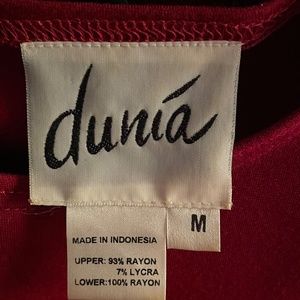 dunia
M
MADE IN INDONESIA
UPPER: 93% RAYON
7% LYCRA
LOWER:100% RAYON